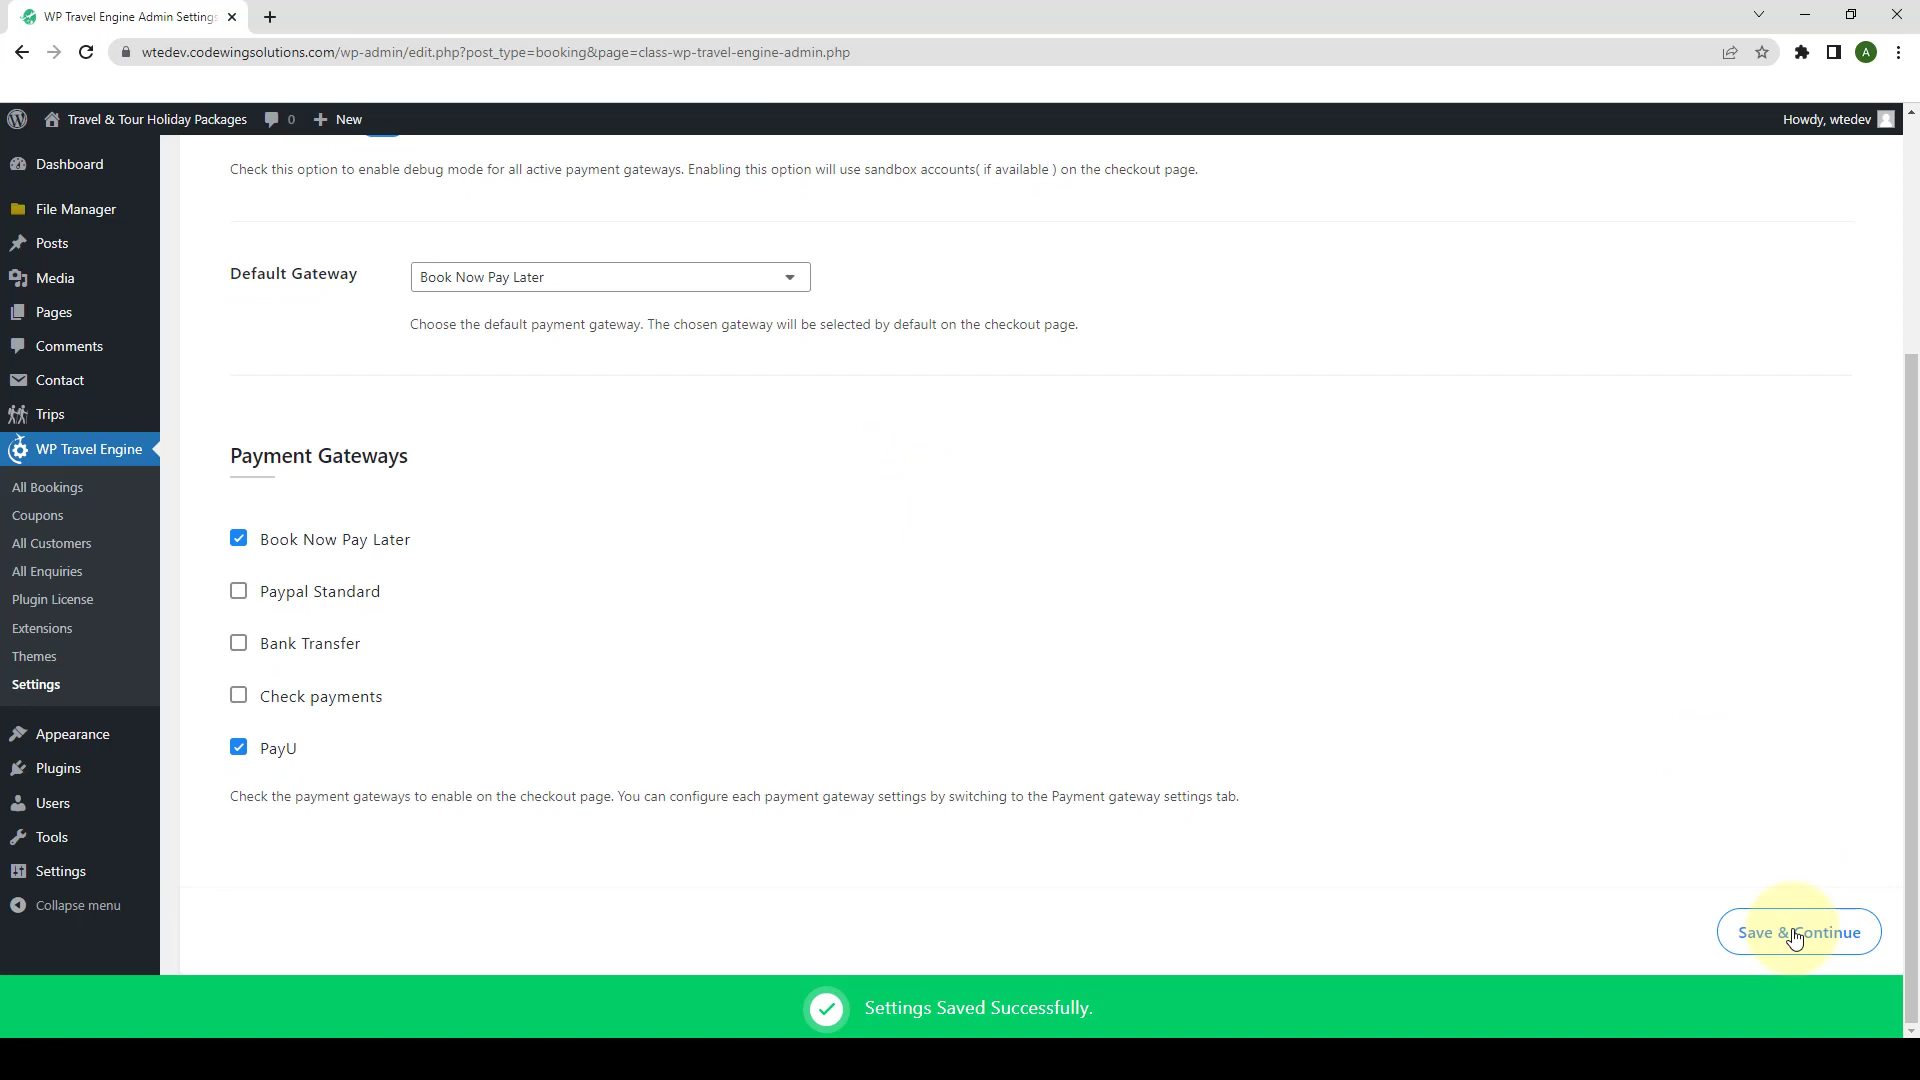 WP Travel Engine Admin Settings
wtedev.codewingsolutions.com/wp-admin/edit.php?post_type=booking&page=class-wp-travel-engine-admin.php
A
Travel & Tour Holiday Packages
0
New
Howdy, wtedev
Dashboard
File Manager
Posts
Media
Pages
Comments
Contact
Trips
WP Travel Engine
All Bookings
Coupons
All Customers
All Enquiries
Plugin License
Extensions
Themes
Settings
Appearance
Plugins
Users
Tools
Settings
Collapse menu
Check this option to enable debug mode for all active payment gateways. Enabling this option will use sandbox accounts( if available ) on the checkout page.
Default Gateway
Book Now Pay Later
Choose the default payment gateway. The chosen gateway will be selected by default on the checkout page.
Payment Gateways
Book Now Pay Later
Paypal Standard
Bank Transfer
Check payments
PayU
Check the payment gateways to enable on the checkout page. You can configure each payment gateway settings by switching to the Payment gateway settings tab.
Save & Continue
Settings Saved Successfully.